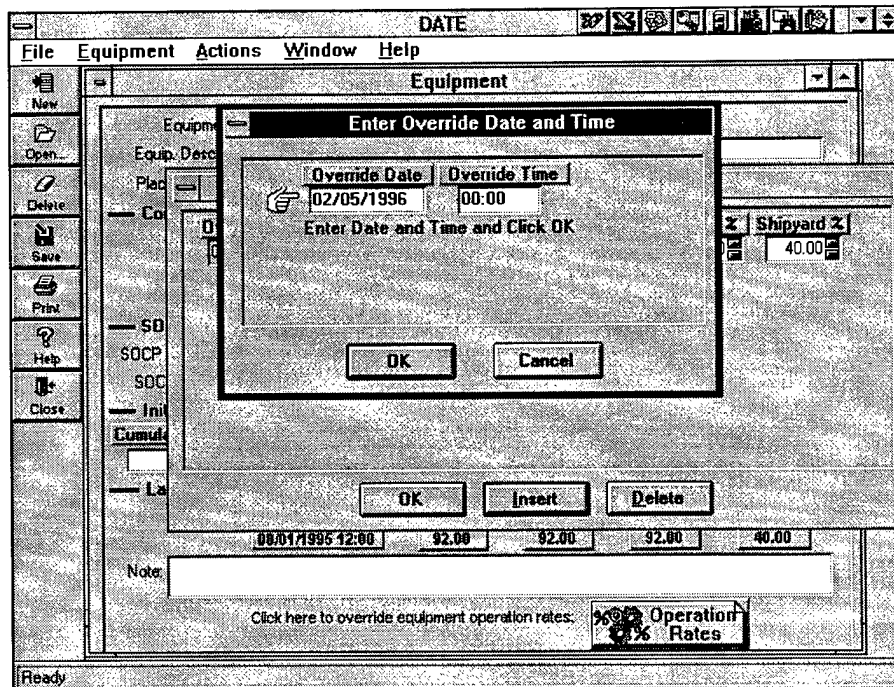 DATE
File Equipment Actions Window Help
New
Open...
Delete
Save
Print
Help
Close
Equipment
Equip. Desc
Enter Override Date and Time
Override Date Override Time
02/05/1996 00:00
Enter Date and Time and Click OK
OK Cancel
% Shipyard %
40.00
SOCP
Cumula
OK Insert Delete
08/01/1995 12:00 92.00 92.00 92.00 40.00
Note:
Click here to override equipment operation rates:
Operation Rates
Ready